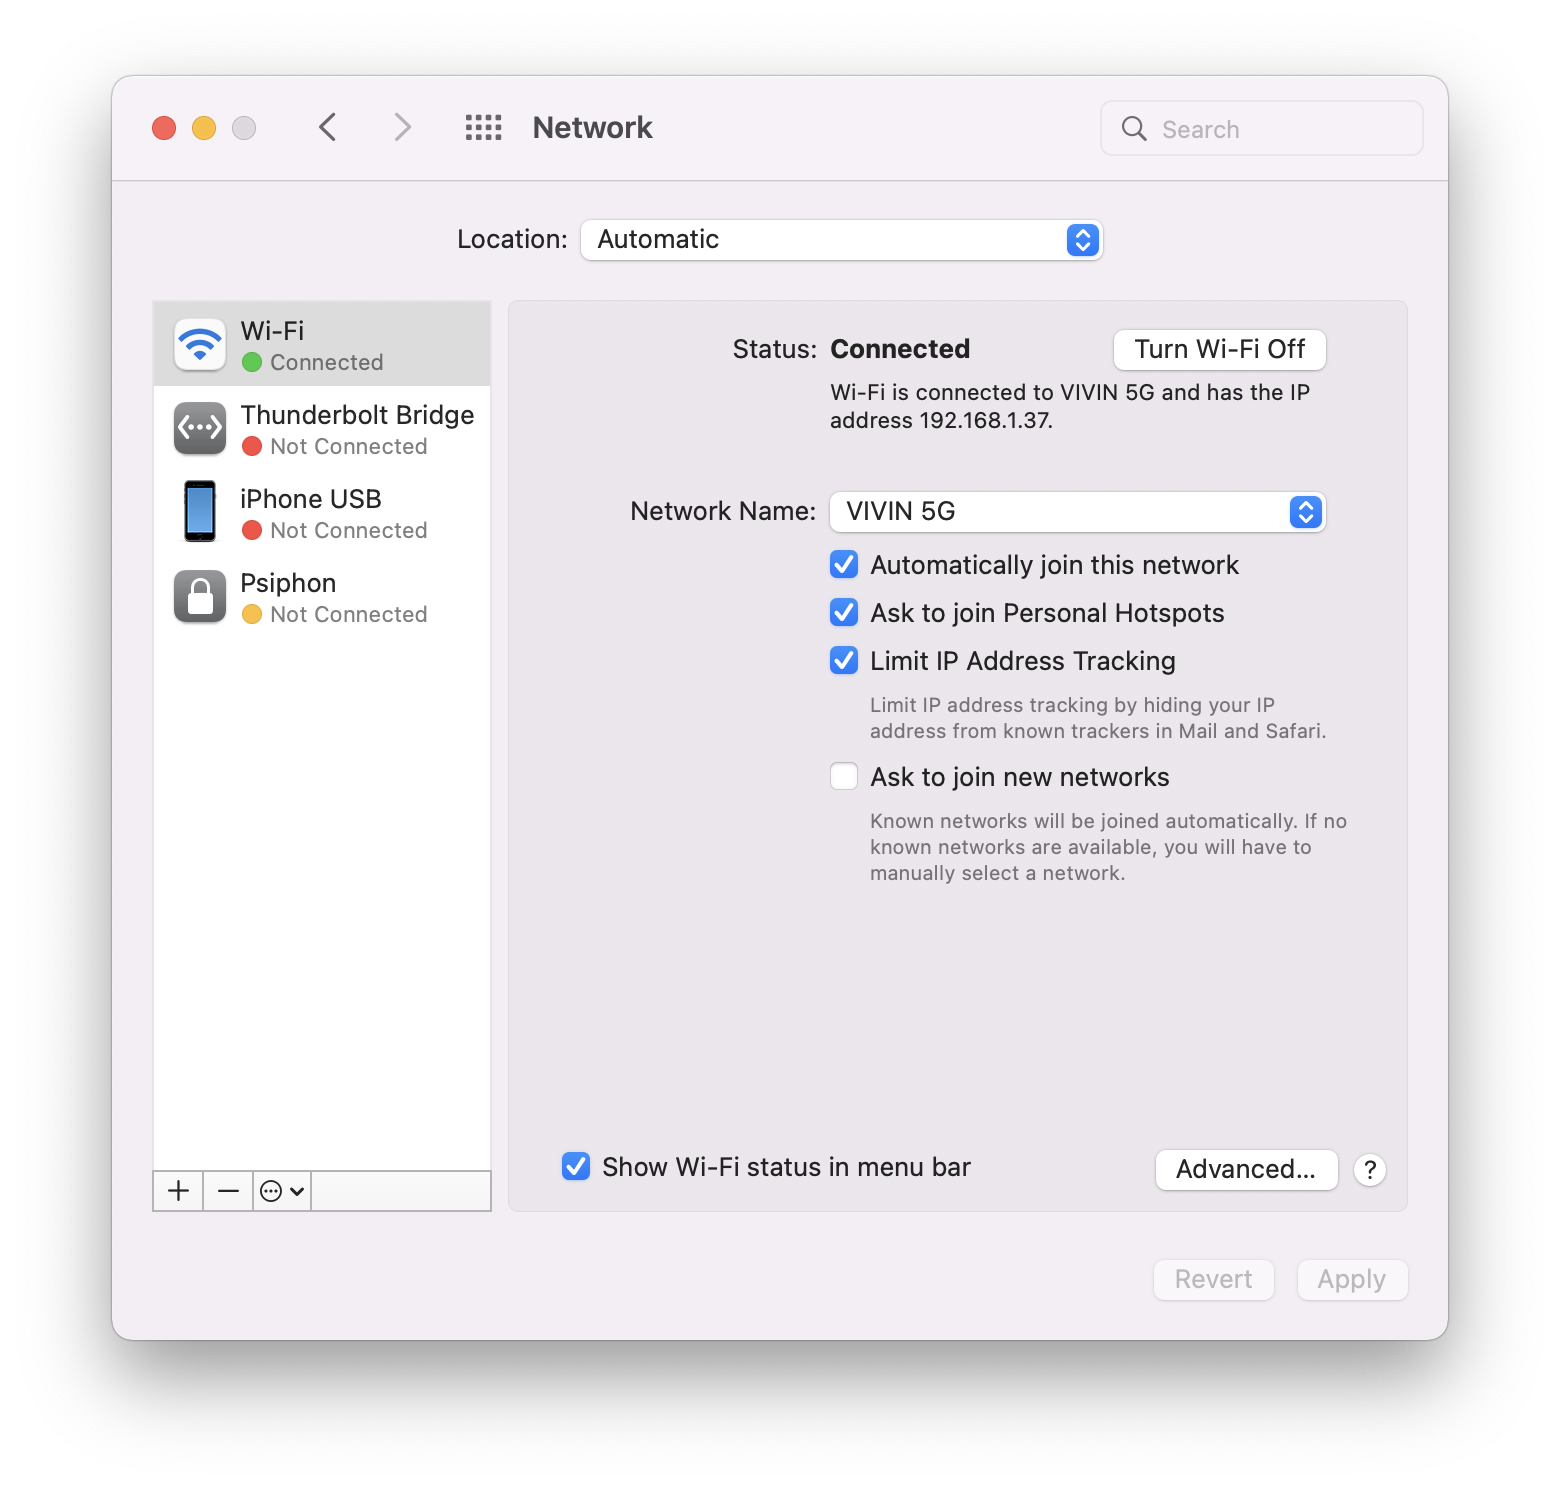 Network
Search
Location: Automatic
Wi-Fi
Connected
Thunderbolt Bridge
Not Connected
iPhone USB
Not Connected
Psiphon
Not Connected
Status: Connected
Turn Wi-Fi Off
Wi-Fi is connected to VIVIN 5G and has the IP
address 192.168.1.37.
Network Name: VIVIN 5G
Automatically join this network
Ask to join Personal Hotspots
Limit IP Address Tracking
Limit IP address tracking by hiding your IP
address from known trackers in Mail and Safari.
Ask to join new networks
Known networks will be joined automatically. If no
known networks are available, you will have to
manually select a network.
Show Wi-Fi status in menu bar
Advanced...
?
Revert
Apply